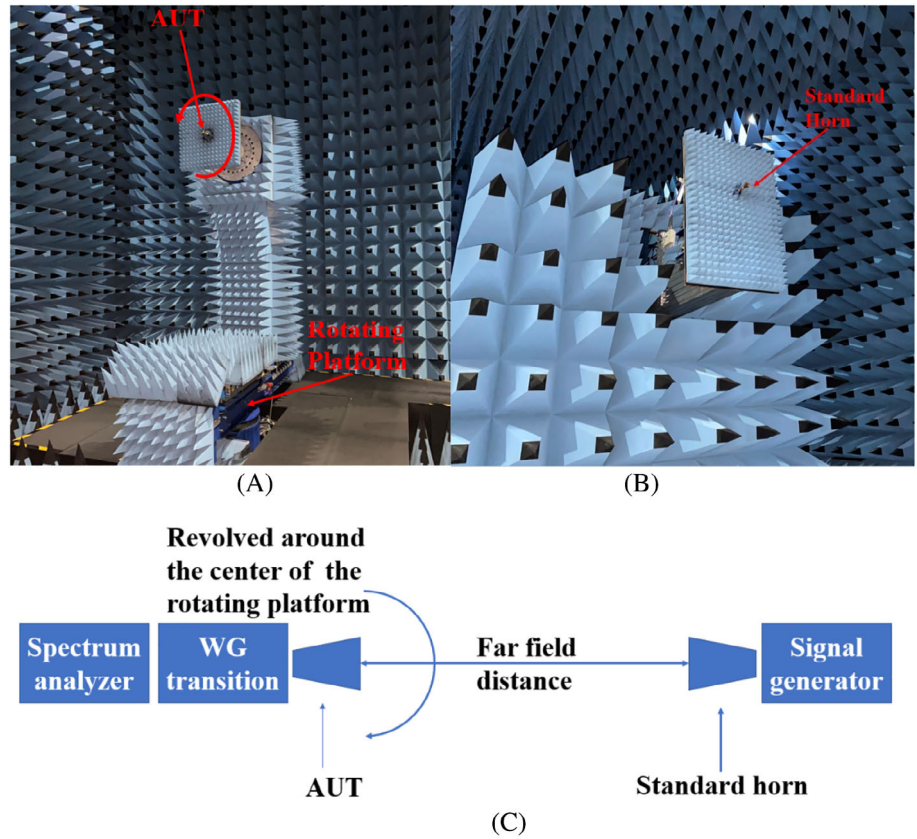 AUT
Rotating
Platform
Standard
Horn
(A)
(B)
Revolved around
the center of the
rotating platform
Spectrum
analyzer
WG
transition
Far field
distance
Signal
generator
AUT
Standard horn
(C)